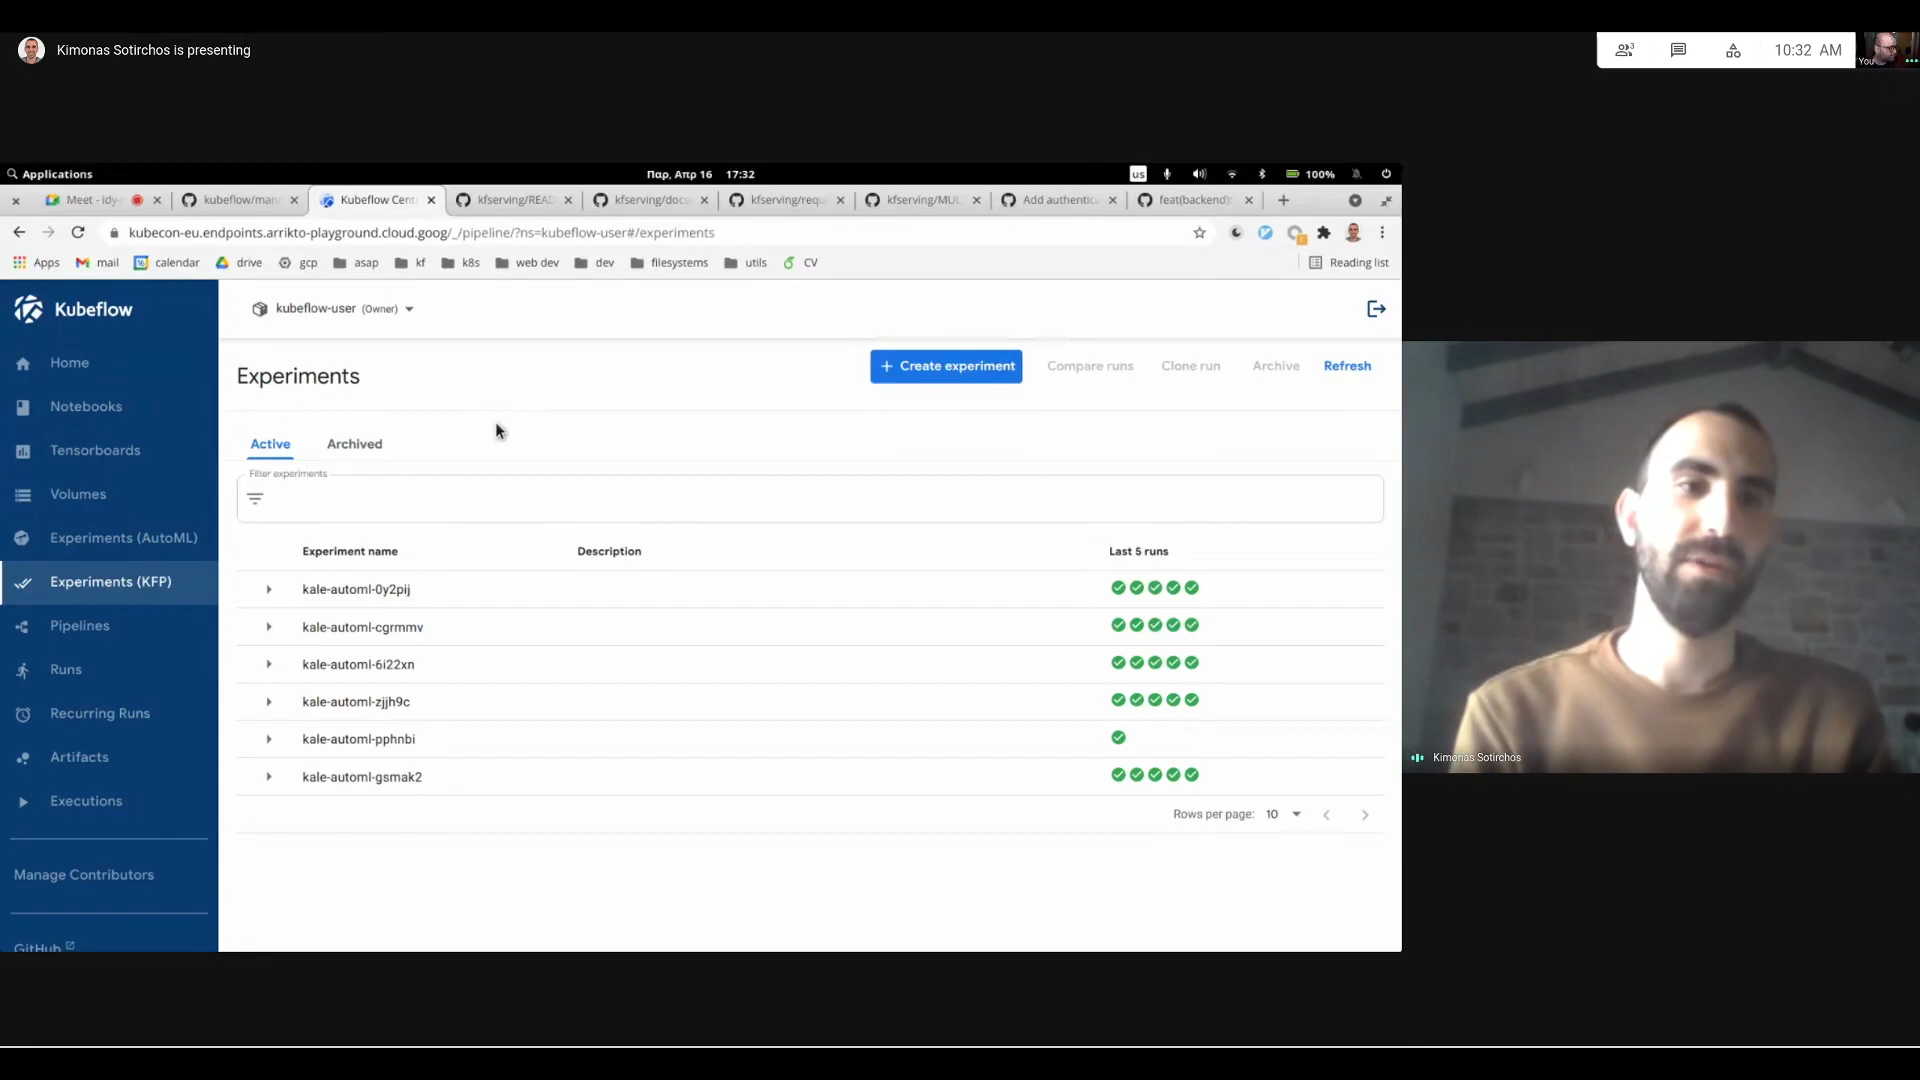 Kimonas Sotirchos is presenting
3
10:32 AM
You
Applications
Παρ, Απρ 16 17:32
us
100%
Meet - idy-
kubeflow/man
Kubeflow Cent
kfserving/READ
kfserving/docs
kfserving/requ
kfserving/MUL
Add authentic
feat(backend)
kubecon-eu.endpoints.arrikto-playground.cloud.goog/_/pipeline/?ns=kubeflow-user#/experiments
Apps
mail
calendar
drive
gcp
asap
kf
k8s
web dev
dev
filesystems
utils
CV
Reading list
Kubeflow
kubeflow-user (Owner)
Home
Notebooks
Tensorboards
Volumes
Experiments (AutoML)
Experiments (KFP)
Pipelines
Runs
Recurring Runs
Artifacts
Executions
Manage Contributors
GitHub
Experiments
+ Create experiment
Compare runs
Clone run
Archive
Refresh
Active
Archived
Filter experiments
Experiment name Description Last 5 runs
kale-automl-0y2pij
kale-automl-cgrmmv
kale-automl-6i22xn
kale-automl-zjjh9c
kale-automl-pphnbi
kale-automl-gsmak2
Rows per page: 10
Kimonas Sotirchos